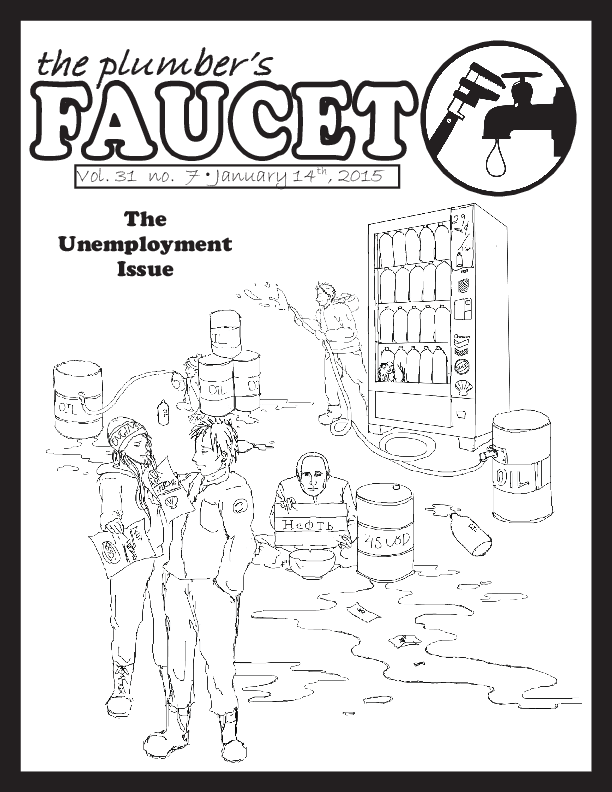 the plumber's
FAUCET
Vol. 31 no. 7 • January 14th, 2015
The
Unemployment
Issue
OIL
OIL
OIL
Нефть